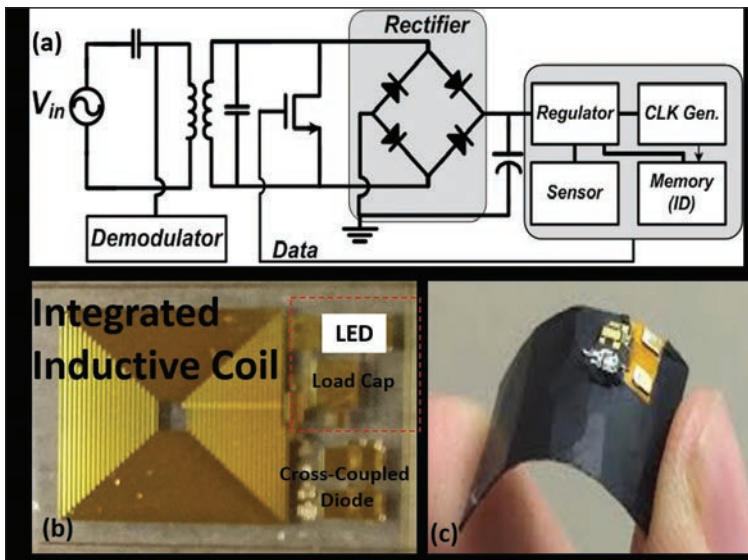 (a)
Rectifier
Vin
Regulator
CLK Gen.
Sensor
Memory
(ID)
Demodulator
Data
Integrated
Inductive Coil
LED
Load Cap
Cross-Coupled
Diode
(b)
(c)